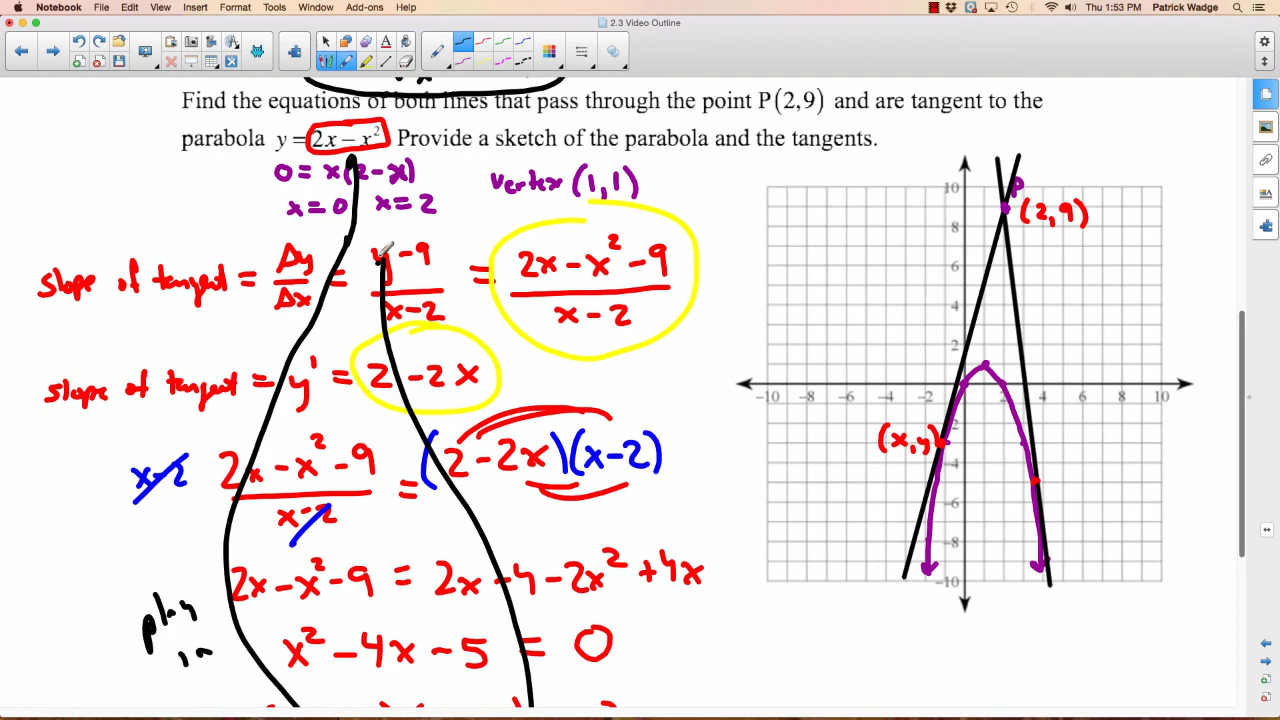 Notebook File Edit View Insert Format Tools Window Add-ons Help Thu 1:53 PM Patrick Wadge
2.3 Video Outline
Find the equations of both lines that pass through the point P(2,9) and are tangent to the
parabola y = 2x − x². Provide a sketch of the parabola and the tangents.
0 = x(2 − x)
x = 0 x = 2
vertex (1,1)
slope of tangent = Δy/Δx = y−9/x−2 = 2x − x² − 9/x − 2
slope of tangent = y' = 2 − 2x
x−2 2x − x² − 9/x−2 = (2 − 2x)(x−2)
2x − x² − 9 = 2x − 4 − 2x² + 4x
x² − 4x − 5 = 0
plug
in
P
(2,9)
(x,y)
10
8
6
4
2
−10 −8 −6 −4 −2 2 4 6 8 10
−2
−4
−6
−8
−10